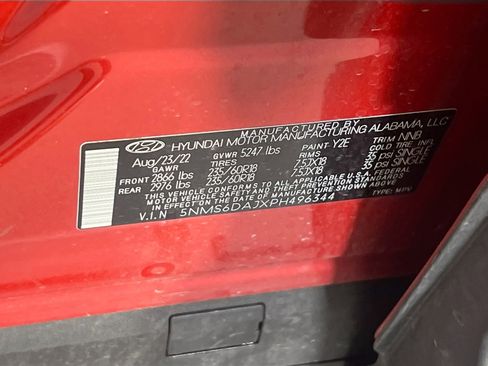 MANUFACTURED BY
HYUNDAI MOTOR MANUFACTURING ALABAMA, LLC
Aug/23/22 GVWR 5247 lbs PAINT Y2E TRIM NNB
TIRES RIMS COLD TIRE INFL.
FRONT 2866 lbs 235/60R18 7.5JX18 35 psi SINGLE
REAR 2976 lbs 235/60R18 7.5JX18 35 psi SINGLE
THIS VEHICLE CONFORMS TO ALL APPLICABLE FEDERAL
MOTOR VEHICLE SAFETY, BUMPER, AND THEFT PREVENTION
STANDARDS IN EFFECT ON THE DATE OF MANUFACTURE SHOWN ABOVE.
V.I.N 5NMS6DAJXPH496344 TYPE: MPV